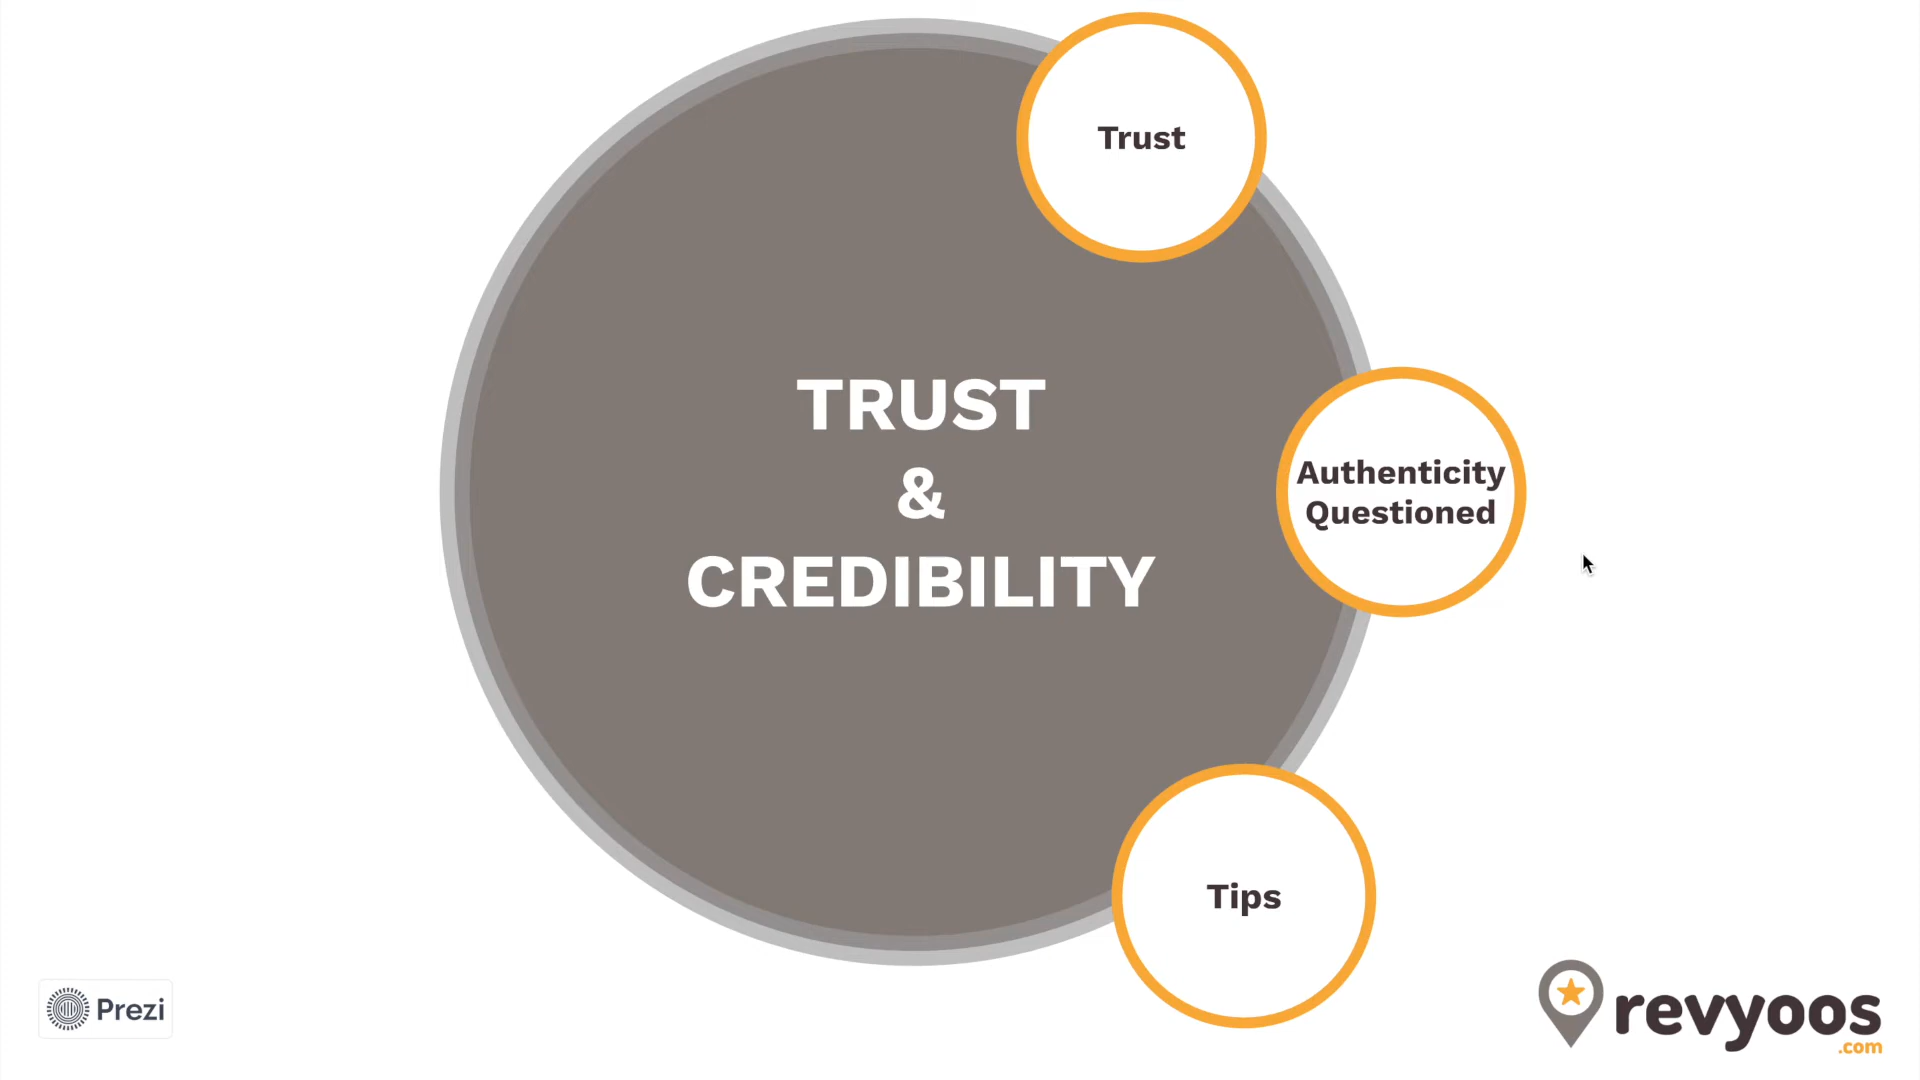 Trust
TRUST
&
CREDIBILITY
Authenticity
Questioned
Tips
Prezi
revyoos
.com